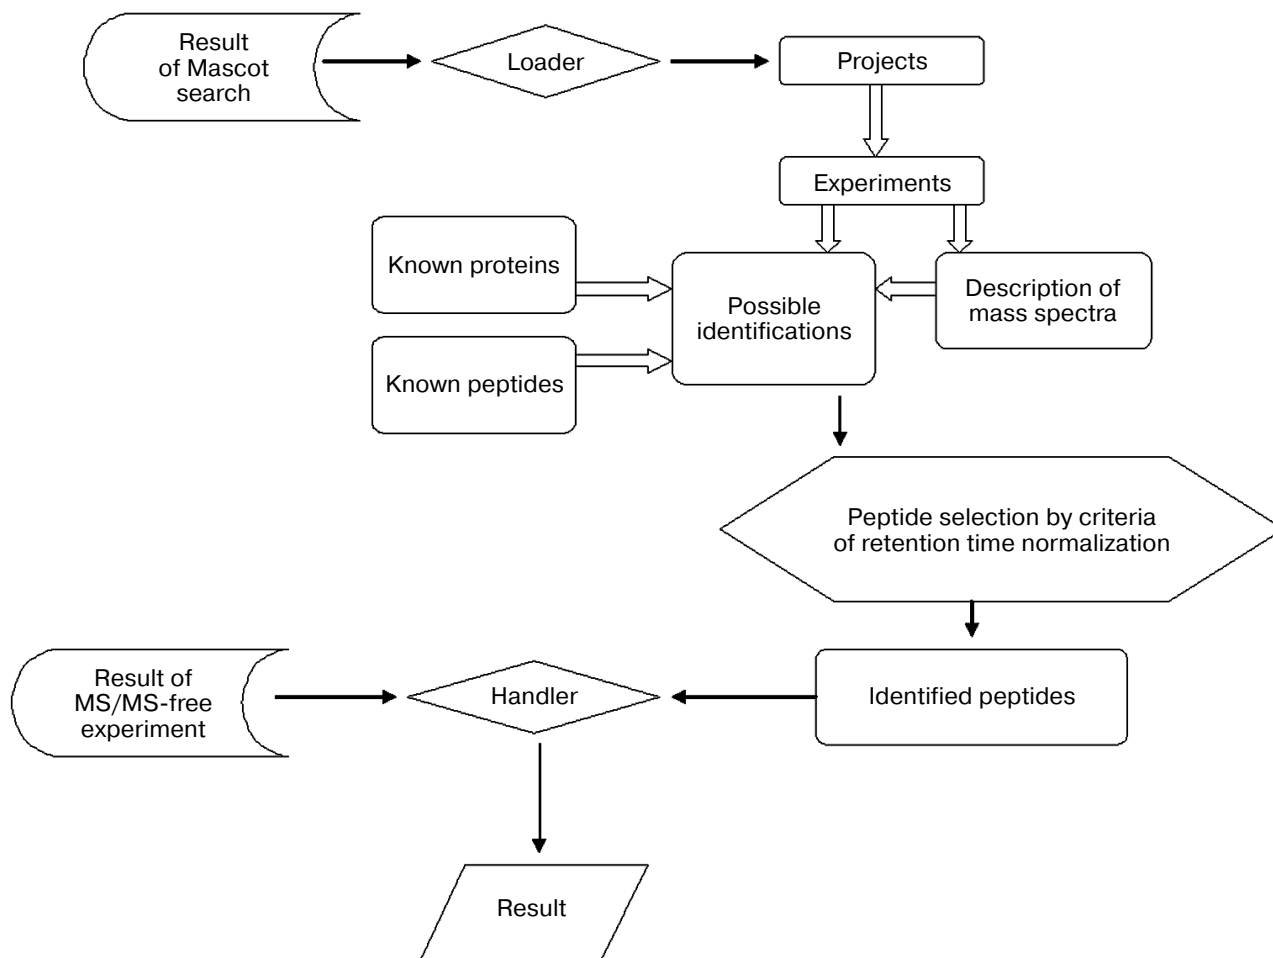 Result
of Mascot
search
Loader
Projects
Experiments
Known proteins
Possible
identifications
Description of
mass spectra
Known peptides
Peptide selection by criteria
of retention time normalization
Result of
MS/MS-free
experiment
Handler
Identified peptides
Result